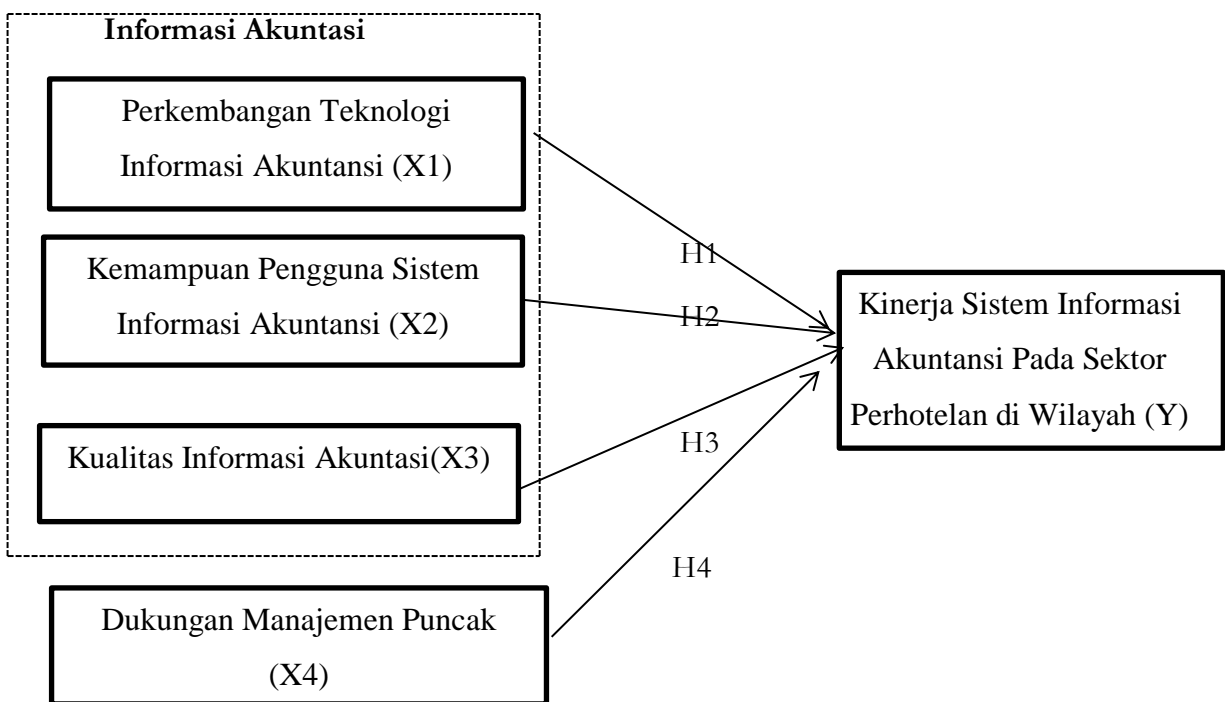 Informasi Akuntasi
Perkembangan Teknologi
Informasi Akuntansi (X1)
Kemampuan Pengguna Sistem
Informasi Akuntansi (X2)
Kualitas Informasi Akuntasi(X3)
Dukungan Manajemen Puncak
(X4)
H1
H2
H3
H4
Kinerja Sistem Informasi
Akuntansi Pada Sektor
Perhotelan di Wilayah (Y)